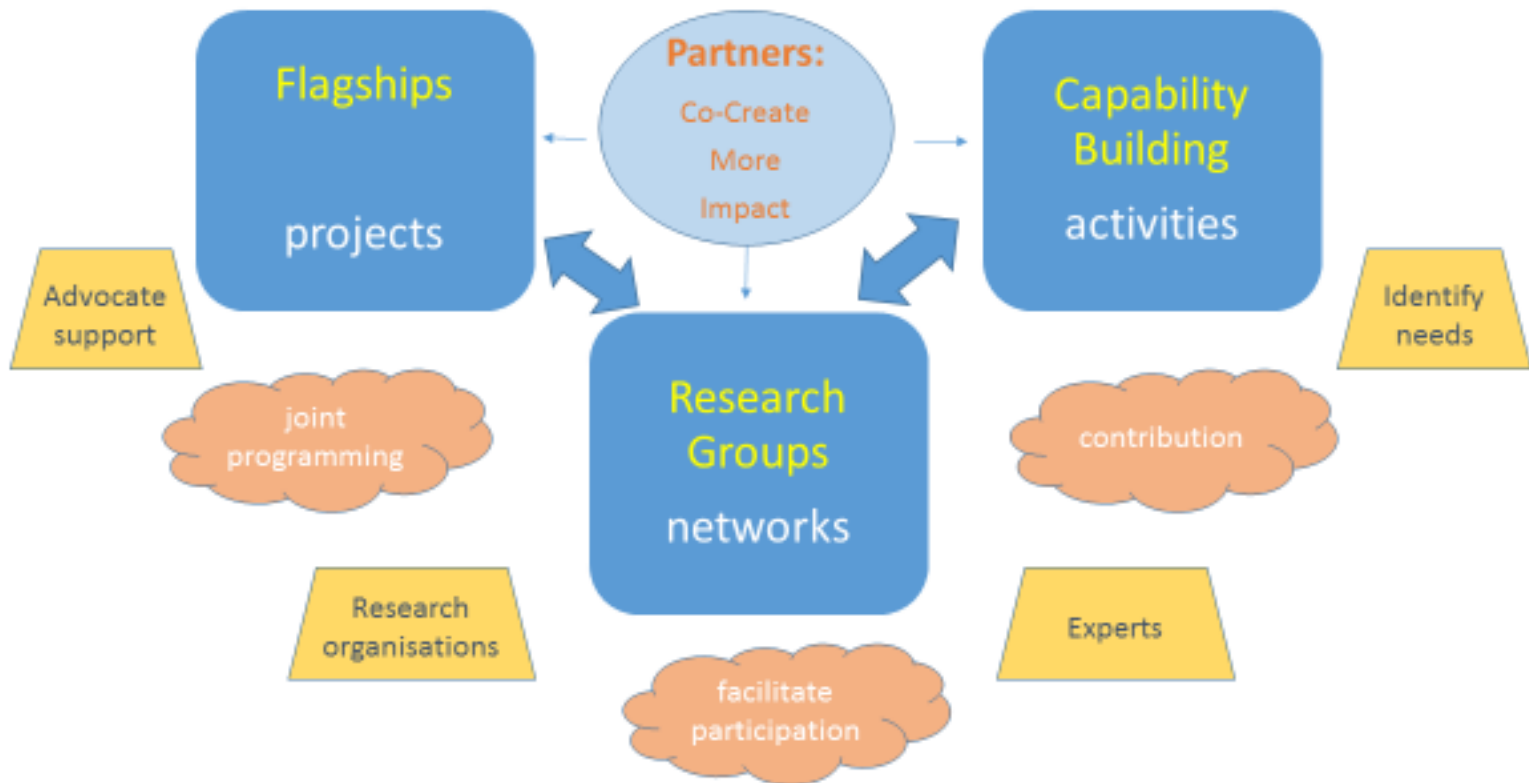 Flagships
projects
Partners:
Co-Create
More
Impact
Capability
Building
activities
Advocate
support
Identify
needs
joint
programming
Research
Groups
networks
contribution
Research
organisations
Experts
facilitate
participation